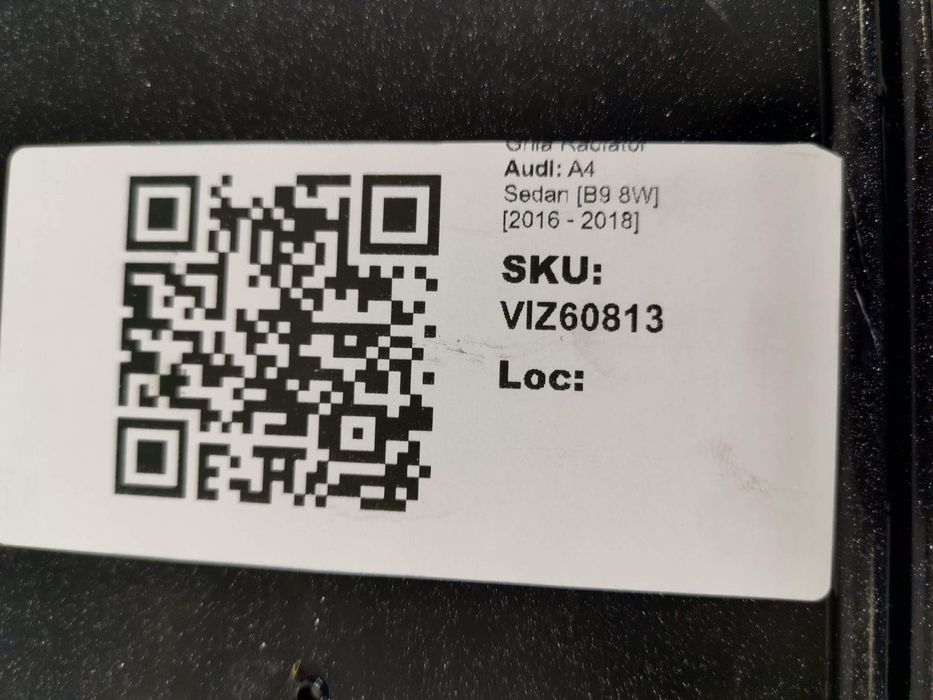 Grila Radiator
Audi: A4
Sedan [B9 8W]
[2016 - 2018]
SKU:
VIZ60813
Loc: